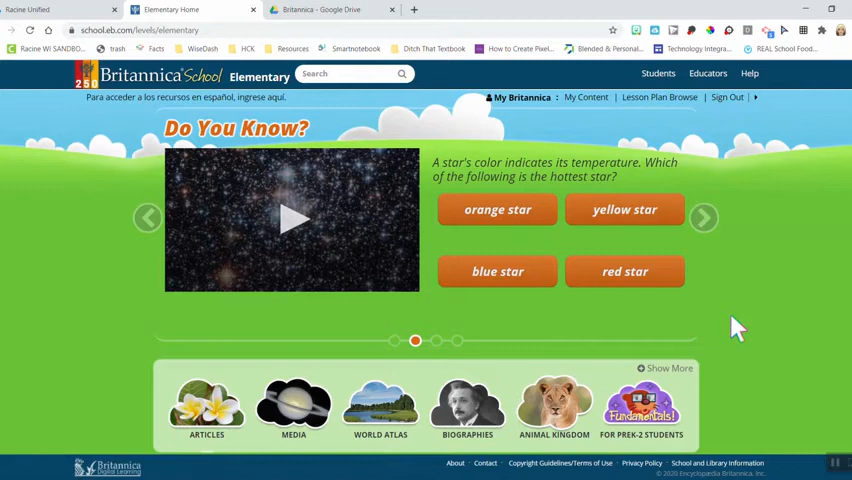 Racine Unified
Elementary Home
Britannica - Google Drive
school.eb.com/levels/elementary
Racine WI SANDBO...
trash
Facts
WiseDash
HCK
Resources
Smartnotebook
Ditch That Textbook
How to Create Pixel...
Blended & Personal...
Technology Integra...
REAL School Food...
250
Britannica School
Elementary
Search
Students
Educators
Help
Para acceder a los recursos en español, ingrese aquí.
My Britannica :
My Content
Lesson Plan Browse
Sign Out
Do You Know?
A star's color indicates its temperature. Which
of the following is the hottest star?
orange star
yellow star
blue star
red star
Show More
Fundamentals!
ARTICLES
MEDIA
WORLD ATLAS
BIOGRAPHIES
ANIMAL KINGDOM
FOR PREK-2 STUDENTS
Britannica
Digital Learning
About
Contact
Copyright Guidelines/Terms of Use
Privacy Policy
School and Library Information
© 2020 Encyclopædia Britannica, Inc.